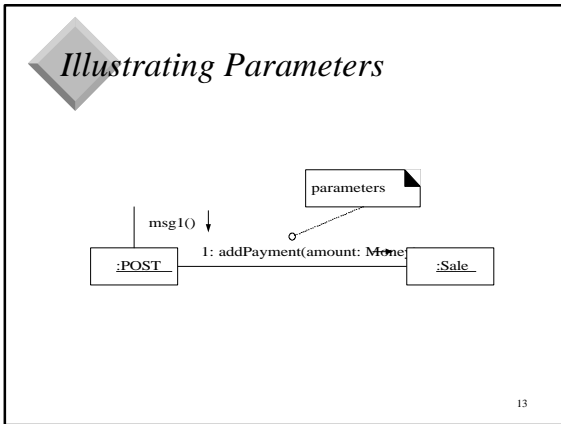 Illustrating Parameters
parameters
msg1()
1: addPayment(amount: Money
:POST
:Sale
13